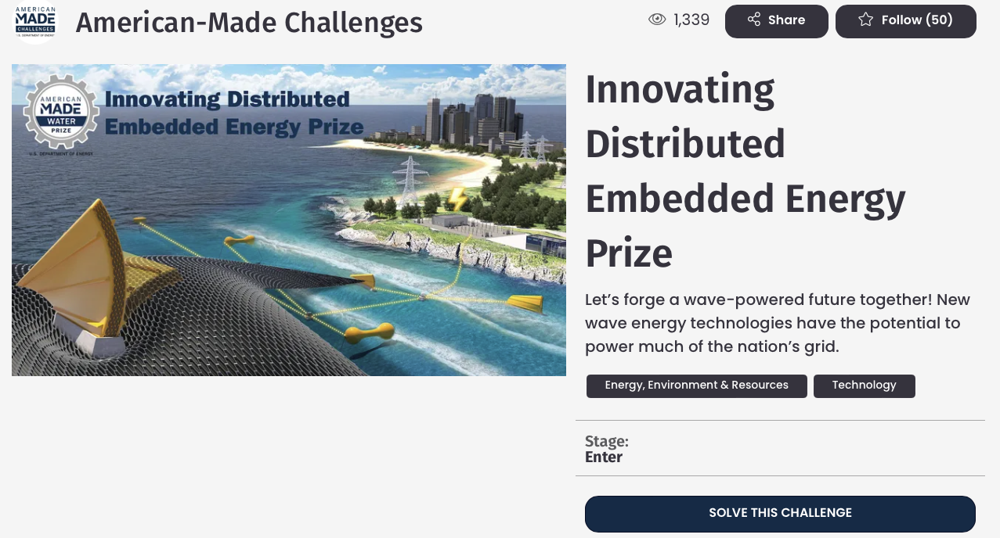 AMERICAN
MADE
CHALLENGES
U.S. DEPARTMENT OF ENERGY
American-Made Challenges
1,339
Share
Follow (50)
AMERICAN
MADE
WATER
PRIZE
U.S. DEPARTMENT OF ENERGY
Innovating Distributed
Embedded Energy Prize
Innovating
Distributed
Embedded Energy
Prize
Let’s forge a wave-powered future together! New
wave energy technologies have the potential to
power much of the nation’s grid.
Energy, Environment & Resources
Technology
Stage:
Enter
SOLVE THIS CHALLENGE